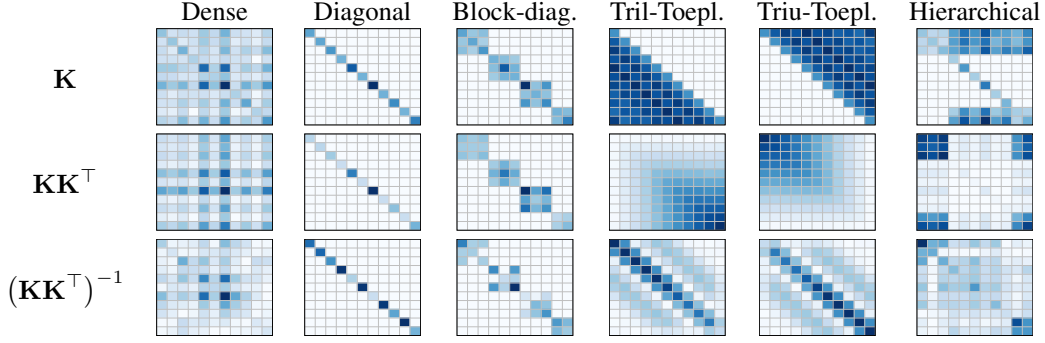 Dense Diagonal Block-diag. Tril-Toepl. Triu-Toepl. Hierarchical
K
KK⊤
(KK⊤)−1